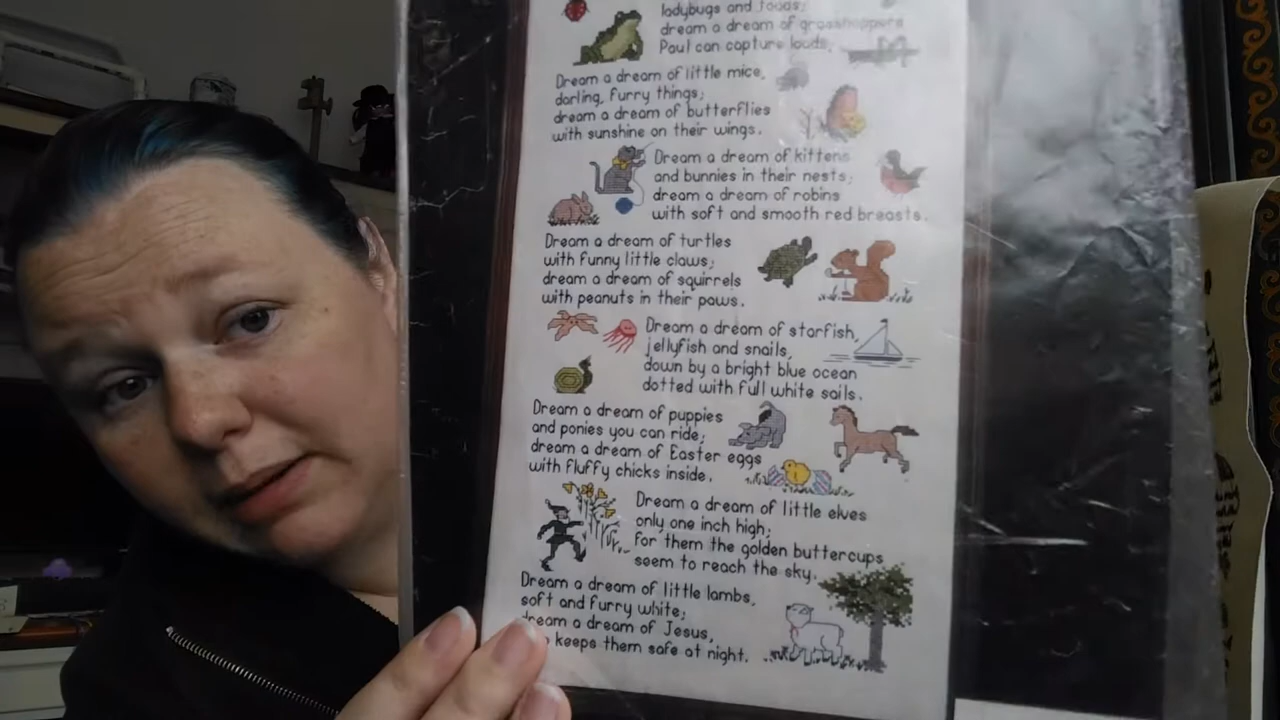 ladybugs and toads;
dream a dream of grasshoppers
Paul can capture loads.
Dream a dream of little mice,
darling, furry things;
dream a dream of butterflies
with sunshine on their wings.
Dream a dream of kittens
and bunnies in their nests;
dream a dream of robins
with soft and smooth red breasts.
Dream a dream of turtles
with funny little claws;
dream a dream of squirrels
with peanuts in their paws.
Dream a dream of starfish,
jellyfish and snails,
down by a bright blue ocean
dotted with full white sails.
Dream a dream of puppies
and ponies you can ride;
dream a dream of Easter eggs
with fluffy chicks inside.
Dream a dream of little elves
only one inch high;
for them the golden buttercups
seem to reach the sky.
Dream a dream of little lambs,
soft and furry white;
dream a dream of Jesus,
keeps them safe at night.